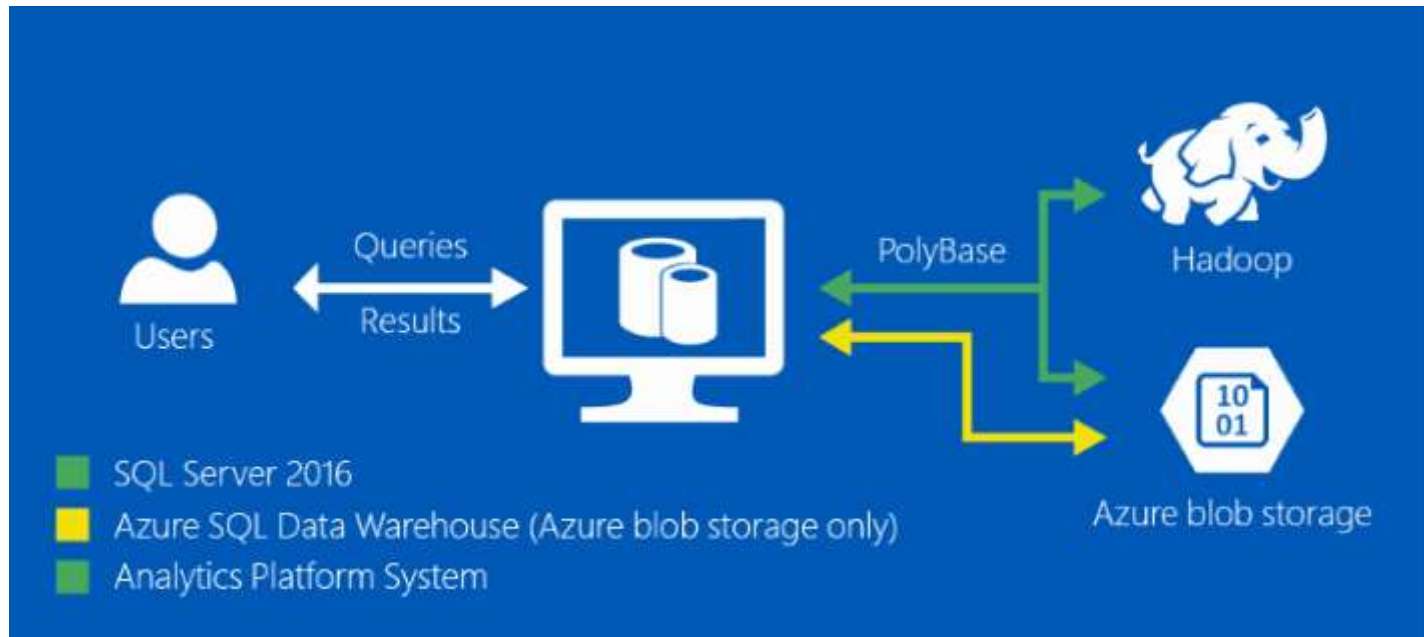 Queries
Results
Users
PolyBase
Hadoop
10
01
Azure blob storage
SQL Server 2016
Azure SQL Data Warehouse (Azure blob storage only)
Analytics Platform System